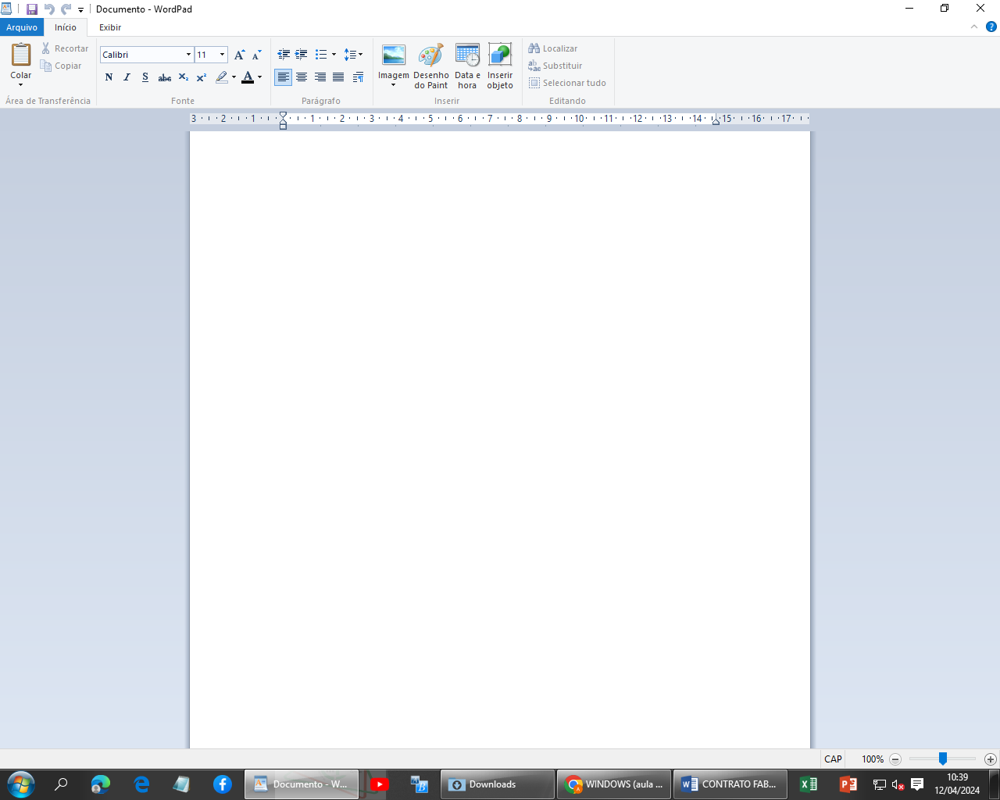 Documento - WordPad
Arquivo Início Exibir
Colar Recortar Copiar
Área de Transferência
Calibri 11
N I S abc X₂ X² A
Fonte
Parágrafo
Imagem Desenho do Paint Data e hora Inserir objeto
Inserir
Localizar
Substituir
Selecionar tudo
Editando
3 2 1 1 2 3 4 5 6 7 8 9 10 11 12 13 14 15 16 17
CAP 100%
Documento - W... Downloads WINDOWS (aula ... CONTRATO FAB...
10:39
12/04/2024